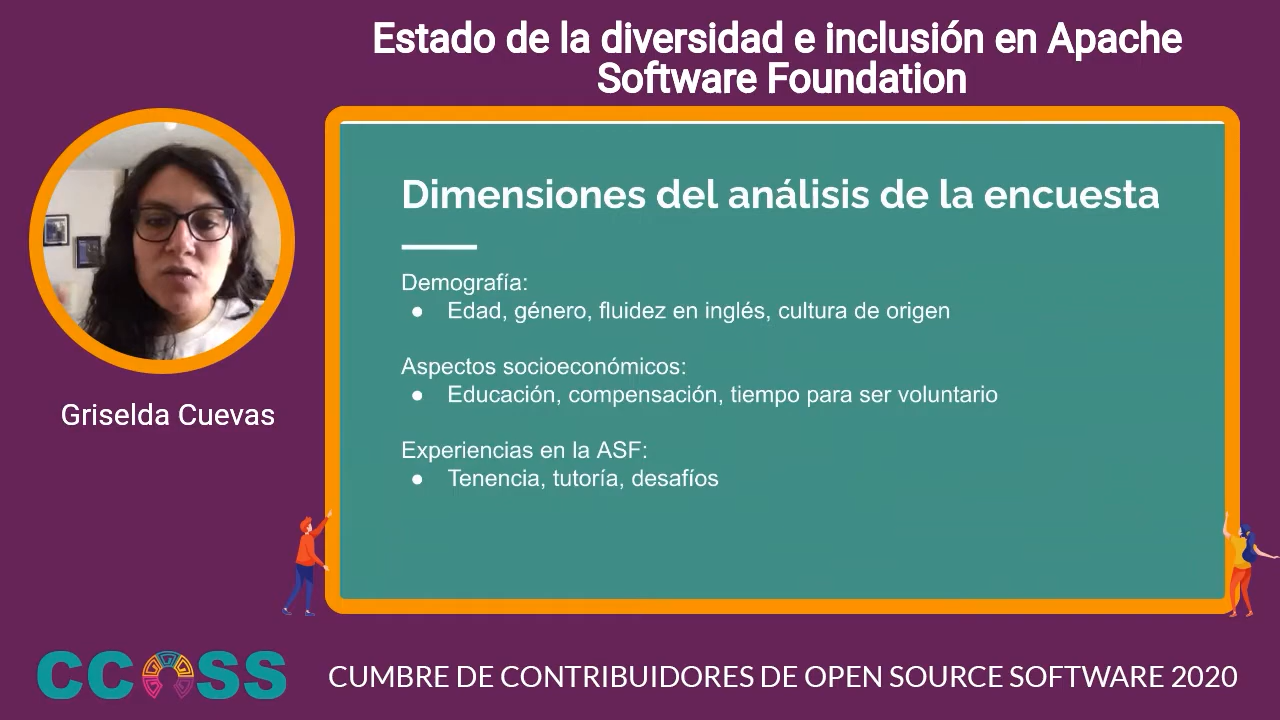 Estado de la diversidad e inclusión en Apache
Software Foundation
Dimensiones del análisis de la encuesta
Demografía:
● Edad, género, fluidez en inglés, cultura de origen
Aspectos socioeconómicos:
● Educación, compensación, tiempo para ser voluntario
Experiencias en la ASF:
● Tenencia, tutoría, desafíos
Griselda Cuevas
CCOSS
CUMBRE DE CONTRIBUIDORES DE OPEN SOURCE SOFTWARE 2020